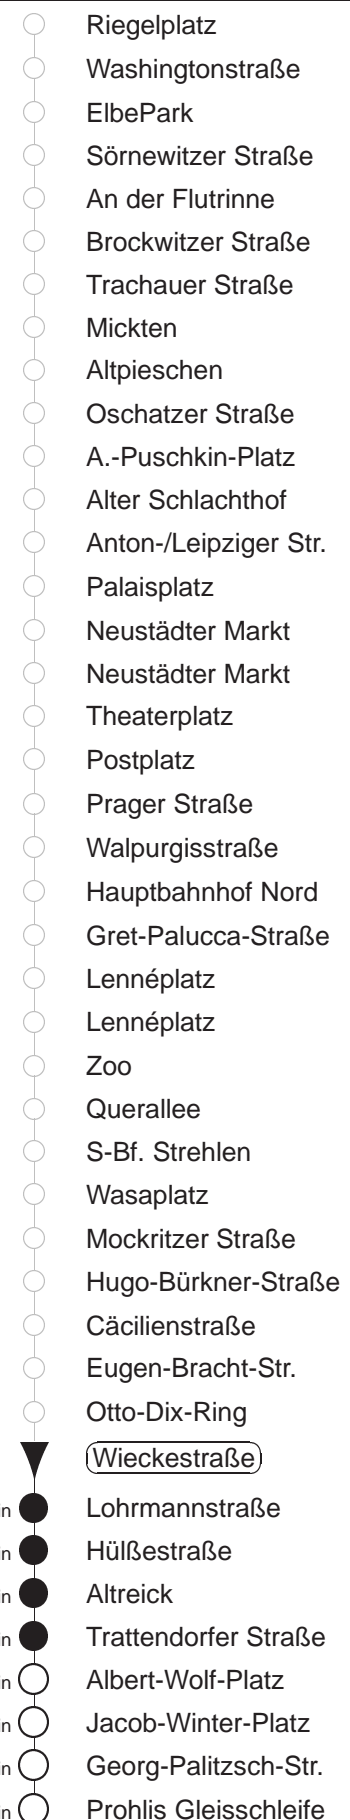 Riegelplatz
Washingtonstraße
ElbePark
Sörnewitzer Straße
An der Flutrinne
Brockwitzer Straße
Trachauer Straße
Mickten
Altpieschen
Oschatzer Straße
A.-Puschkin-Platz
Alter Schlachthof
Anton-/Leipziger Str.
Palaisplatz
Neustädter Markt
Neustädter Markt
Theaterplatz
Postplatz
Prager Straße
Walpurgisstraße
Hauptbahnhof Nord
Gret-Palucca-Straße
Lennéplatz
Lennéplatz
Zoo
Querallee
S-Bf. Strehlen
Wasaplatz
Mockritzer Straße
Hugo-Bürkner-Straße
Cäcilienstraße
Eugen-Bracht-Str.
Otto-Dix-Ring
Wieckestraße
Lohrmannstraße
Hülßestraße
Altreick
Trattendorfer Straße
Albert-Wolf-Platz
Jacob-Winter-Platz
Georg-Palitzsch-Str.
Prohlis Gleisschleife